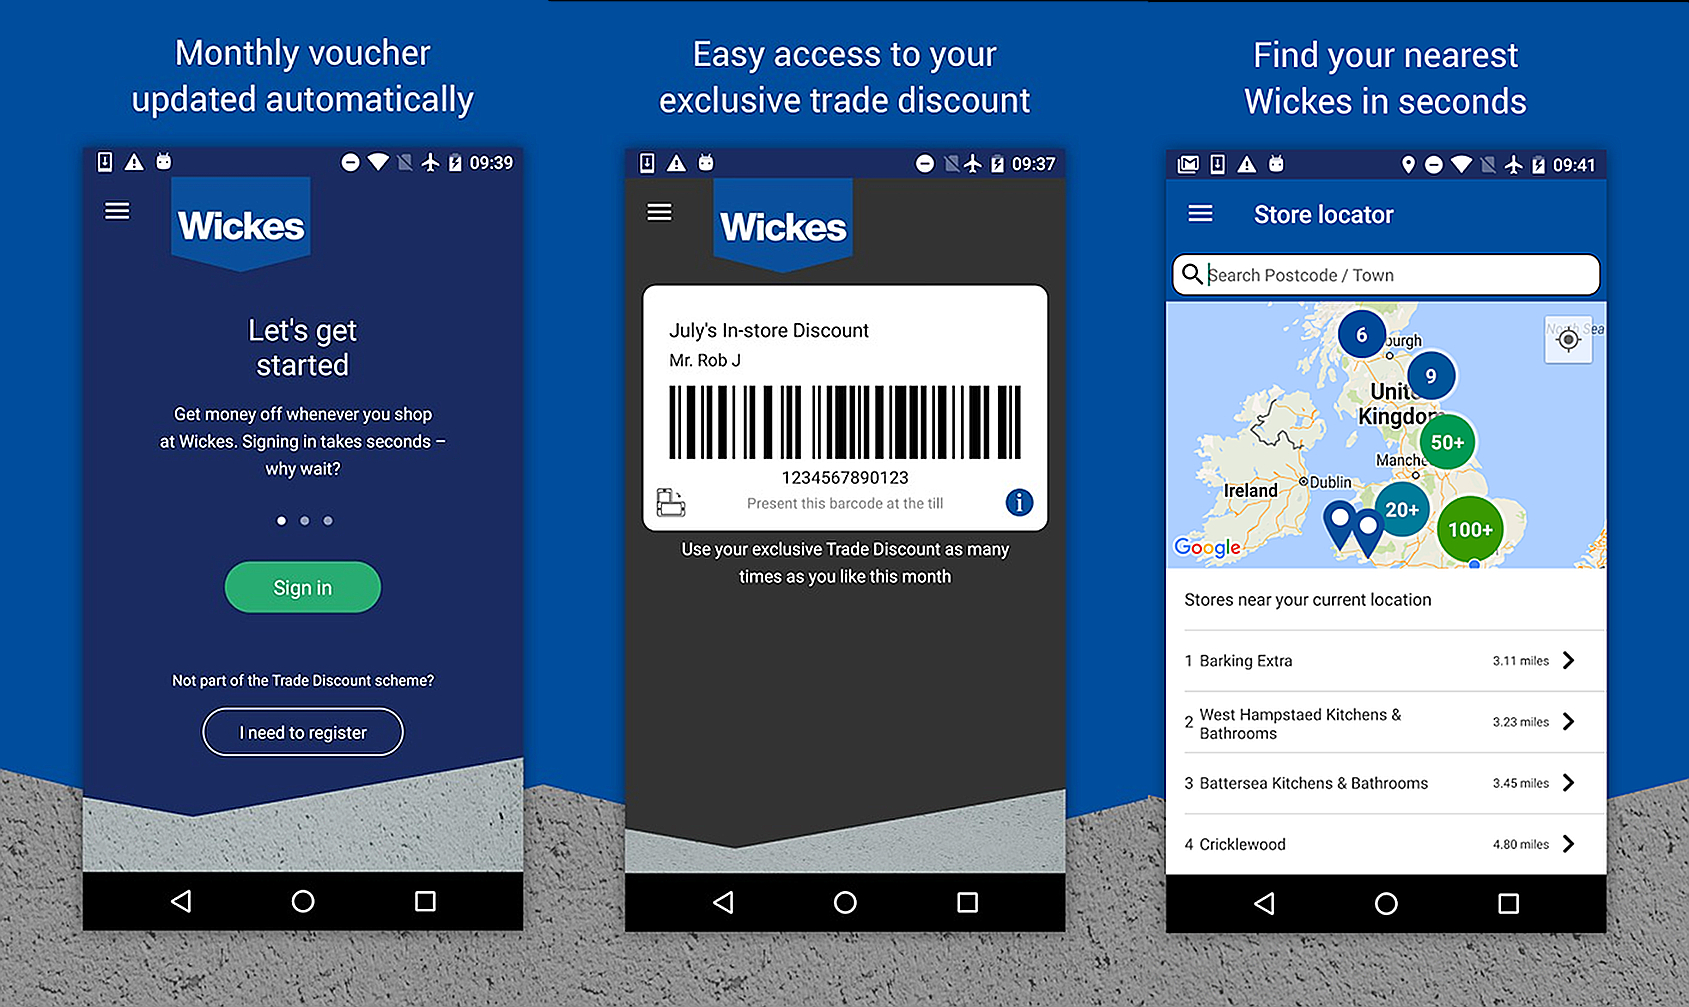 Monthly voucher
updated automatically
09:39
Wickes
Let's get
started
Get money off whenever you shop
at Wickes. Signing in takes seconds –
why wait?
Sign in
Not part of the Trade Discount scheme?
I need to register
Easy access to your
exclusive trade discount
09:37
Wickes
July's In-store Discount
Mr. Rob J
1234567890123
Present this barcode at the till
i
Use your exclusive Trade Discount as many
times as you like this month
Find your nearest
Wickes in seconds
09:41
Store locator
Search Postcode / Town
North Sea
6
burgh
9
United
Kingdom
50+
Manche
Dublin
Ireland
20+
100+
Google
Stores near your current location
1 Barking Extra 3.11 miles
2 West Hampstaed Kitchens &
Bathrooms 3.23 miles
3 Battersea Kitchens & Bathrooms 3.45 miles
4 Cricklewood 4.80 miles